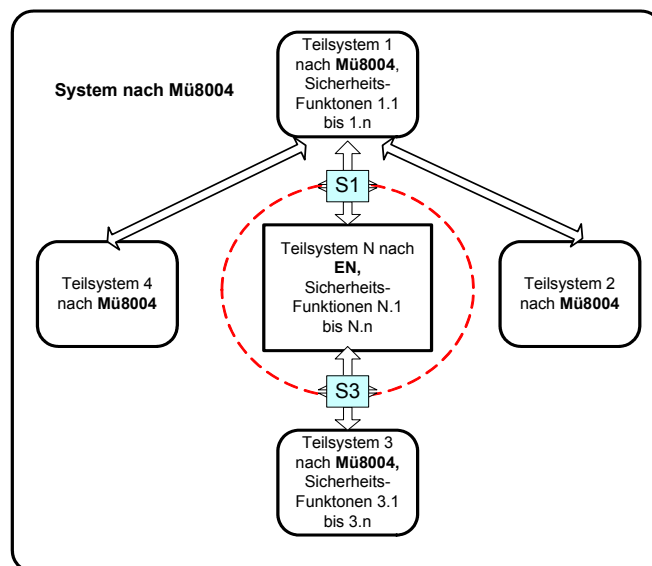 Teilsystem 1
nach Mü8004,
Sicherheits-
Funktonen 1.1
bis 1.n
System nach Mü8004
S1
Teilsystem N nach
EN,
Sicherheits-
Funktionen N.1
bis N.n
Teilsystem 4
nach Mü8004
Teilsystem 2
nach Mü8004
S3
Teilsystem 3
nach Mü8004,
Sicherheits-
Funktonen 3.1
bis 3.n